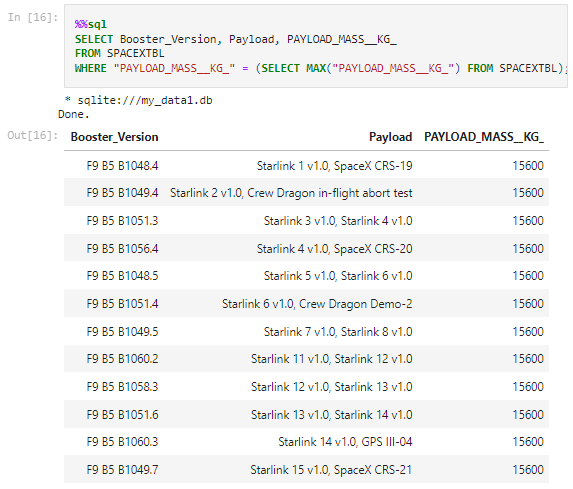 In [16]:
%%sql
SELECT Booster_Version, Payload, PAYLOAD_MASS__KG_
FROM SPACEXTBL
WHERE "PAYLOAD_MASS__KG_" = (SELECT MAX("PAYLOAD_MASS__KG_") FROM SPACEXTBL);
* sqlite:///my_data1.db
Done.
Out[16]:
Booster_Version Payload PAYLOAD_MASS__KG_
F9 B5 B1048.4 Starlink 1 v1.0, SpaceX CRS-19 15600
F9 B5 B1049.4 Starlink 2 v1.0, Crew Dragon in-flight abort test 15600
F9 B5 B1051.3 Starlink 3 v1.0, Starlink 4 v1.0 15600
F9 B5 B1056.4 Starlink 4 v1.0, SpaceX CRS-20 15600
F9 B5 B1048.5 Starlink 5 v1.0, Starlink 6 v1.0 15600
F9 B5 B1051.4 Starlink 6 v1.0, Crew Dragon Demo-2 15600
F9 B5 B1049.5 Starlink 7 v1.0, Starlink 8 v1.0 15600
F9 B5 B1060.2 Starlink 11 v1.0, Starlink 12 v1.0 15600
F9 B5 B1058.3 Starlink 12 v1.0, Starlink 13 v1.0 15600
F9 B5 B1051.6 Starlink 13 v1.0, Starlink 14 v1.0 15600
F9 B5 B1060.3 Starlink 14 v1.0, GPS III-04 15600
F9 B5 B1049.7 Starlink 15 v1.0, SpaceX CRS-21 15600